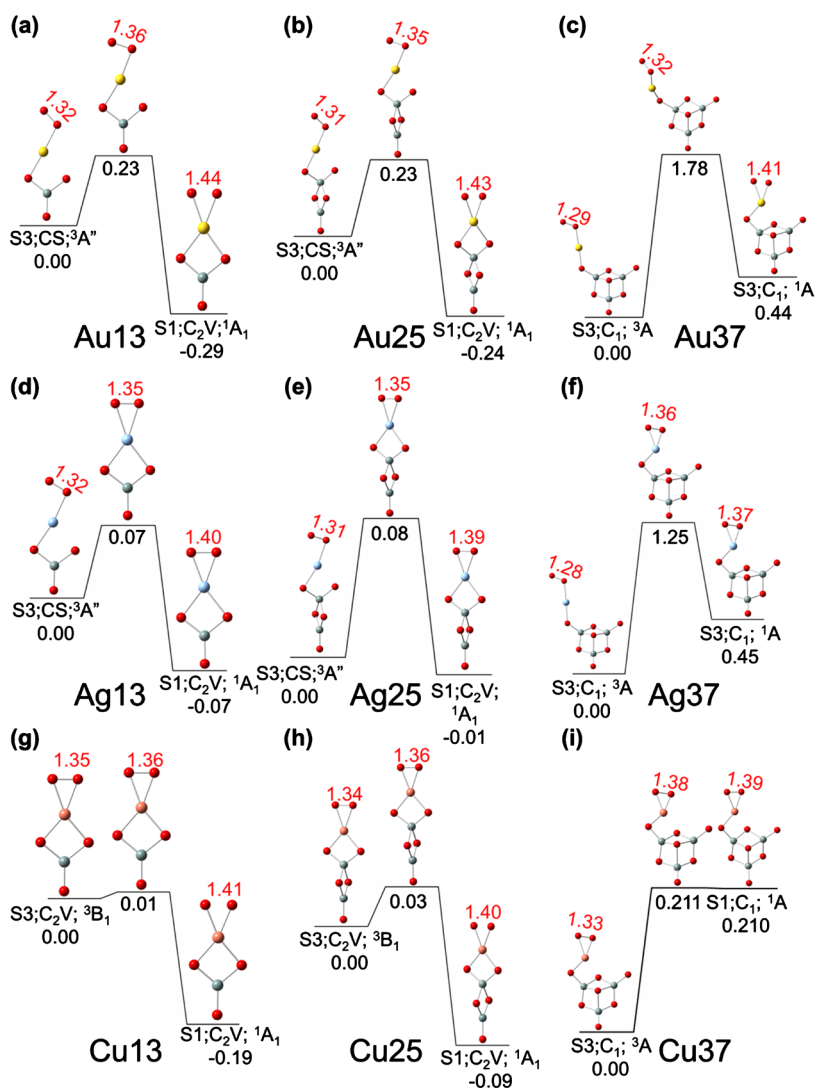 (a)
1.36
1.32
0.23
1.44
S3;CS;³A”
0.00
Au13
S1;C₂V;¹A₁
-0.29
(b)
1.35
1.31
0.23
1.43
S3;CS;³A”
0.00
Au25
S1;C₂V; ¹A₁
-0.24
(c)
1.32
1.29
1.78
1.41
S3;C₁; ³A
0.00
Au37
S3;C₁; ¹A
0.44
(d)
1.35
1.32
0.07
1.40
S3;CS;³A”
0.00
Ag13
S1;C₂V; ¹A₁
-0.07
(e)
1.35
1.31
0.08
1.39
S3;CS;³A”
0.00
Ag25
S1;C₂V;
¹A₁
-0.01
(f)
1.36
1.28
1.25
1.37
S3;C₁; ³A
0.00
Ag37
S3;C₁; ¹A
0.45
(g)
1.35
1.36
S3;C₂V; ³B₁
0.00
0.01
1.41
Cu13
S1;C₂V; ¹A₁
-0.19
(h)
1.34
1.36
S3;C₂V; ³B₁
0.00
0.03
1.40
Cu25
S1;C₂V; ¹A₁
-0.09
(i)
1.38
1.39
1.33
0.211
S1;C₁; ¹A
0.210
S3;C₁; ³A
0.00
Cu37